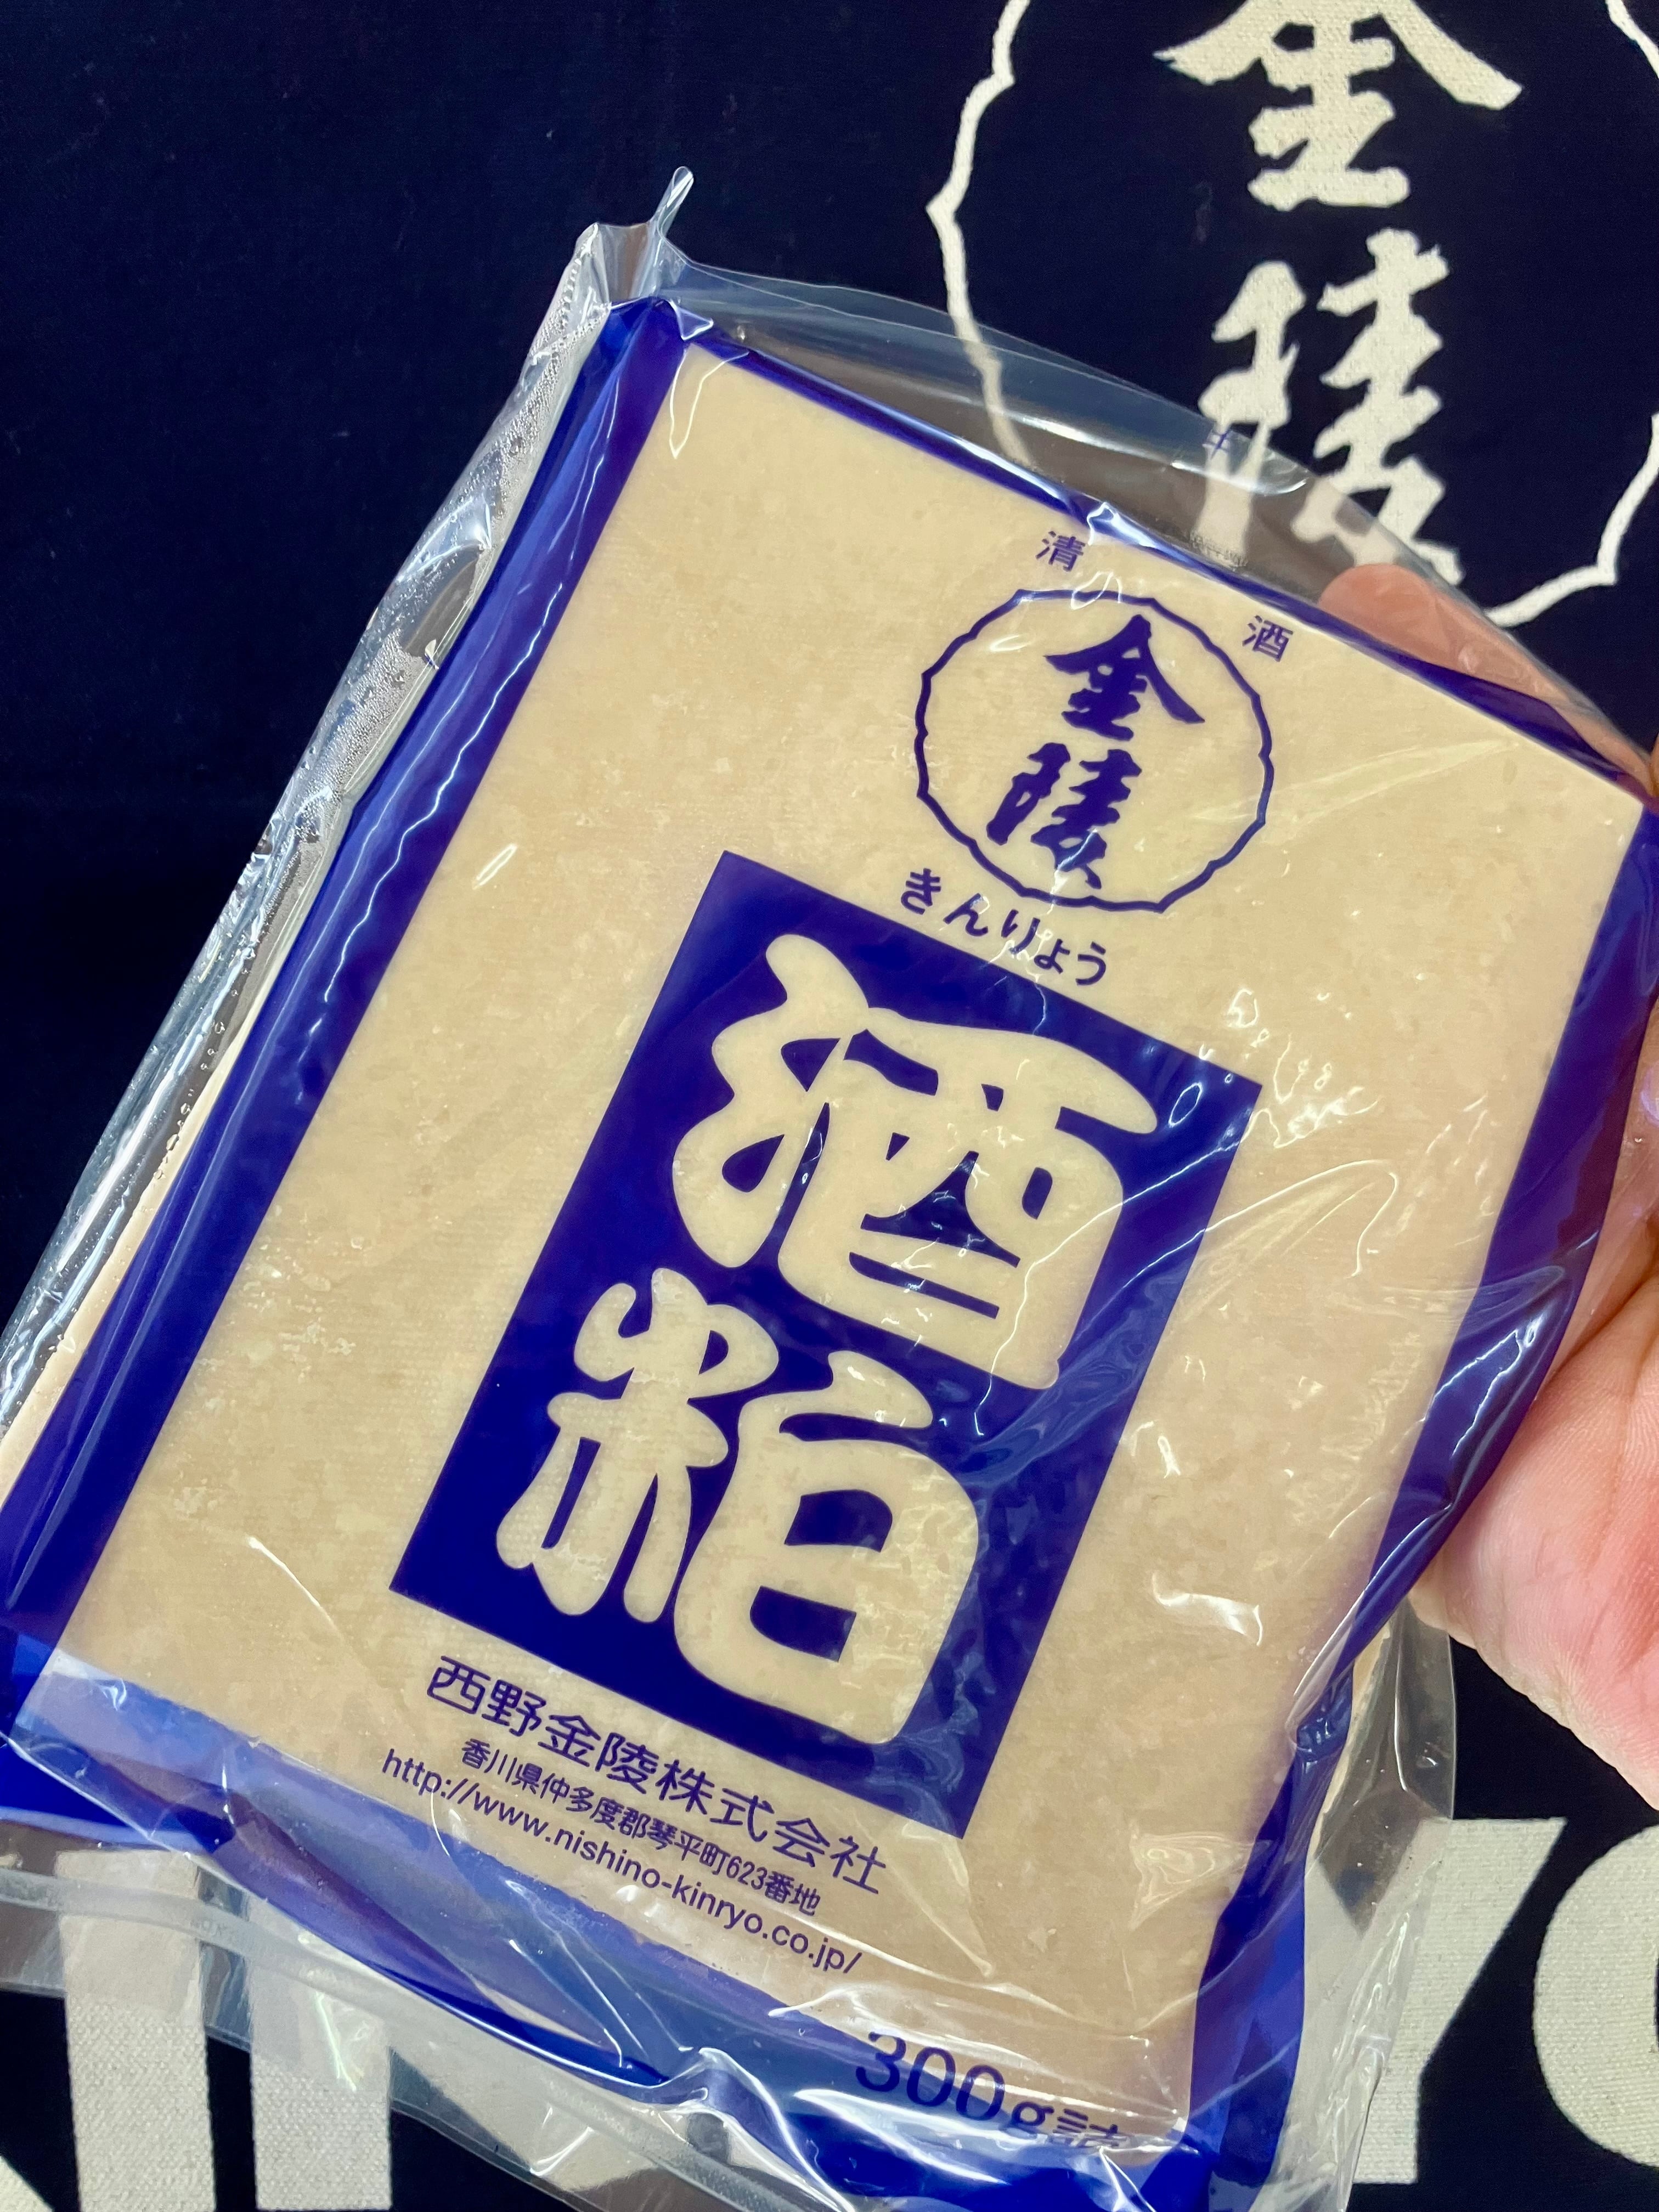 金陵
清酒
金陵
きんりょう
酒粕
西野金陵株式会社
香川県仲多度郡琴平町623番地
http://www.nishino-kinryo.co.jp/
300g詰